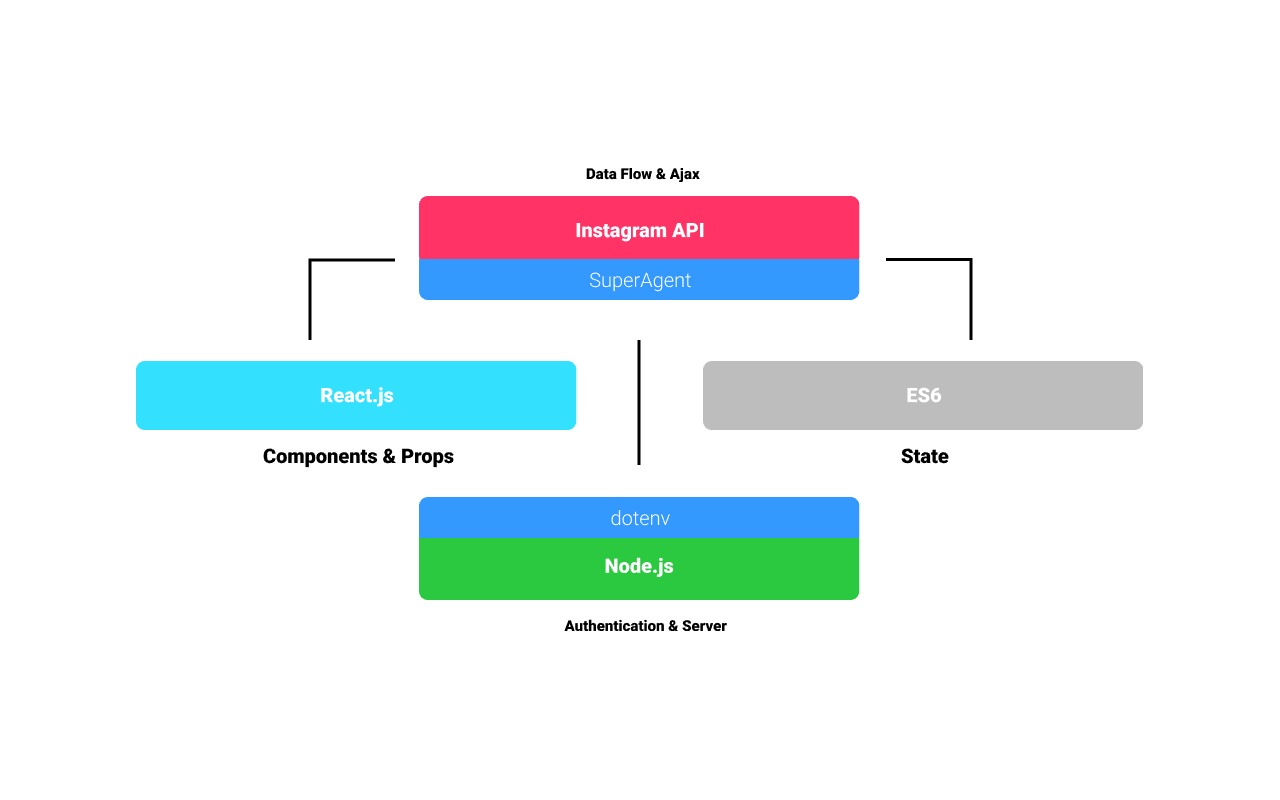 Data Flow & Ajax
Instagram API
SuperAgent
React.js
ES6
Components & Props
State
dotenv
Node.js
Authentication & Server